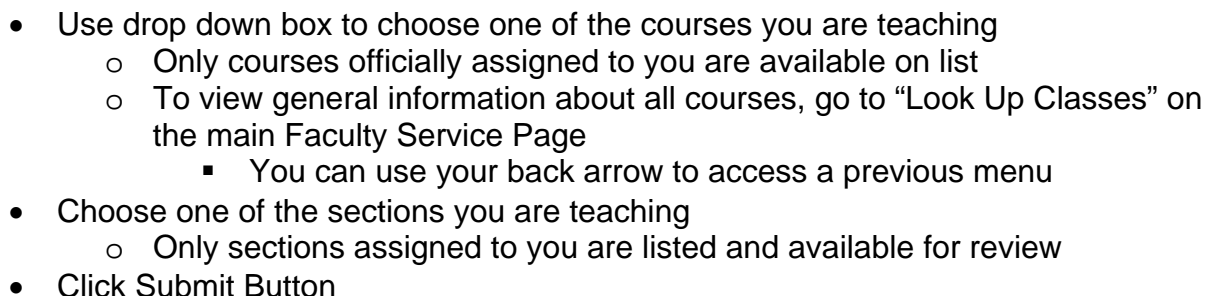 • Use drop down box to choose one of the courses you are teaching
o Only courses officially assigned to you are available on list
o To view general information about all courses, go to “Look Up Classes” on
the main Faculty Service Page
▪ You can use your back arrow to access a previous menu
• Choose one of the sections you are teaching
o Only sections assigned to you are listed and available for review
• Click Submit Button